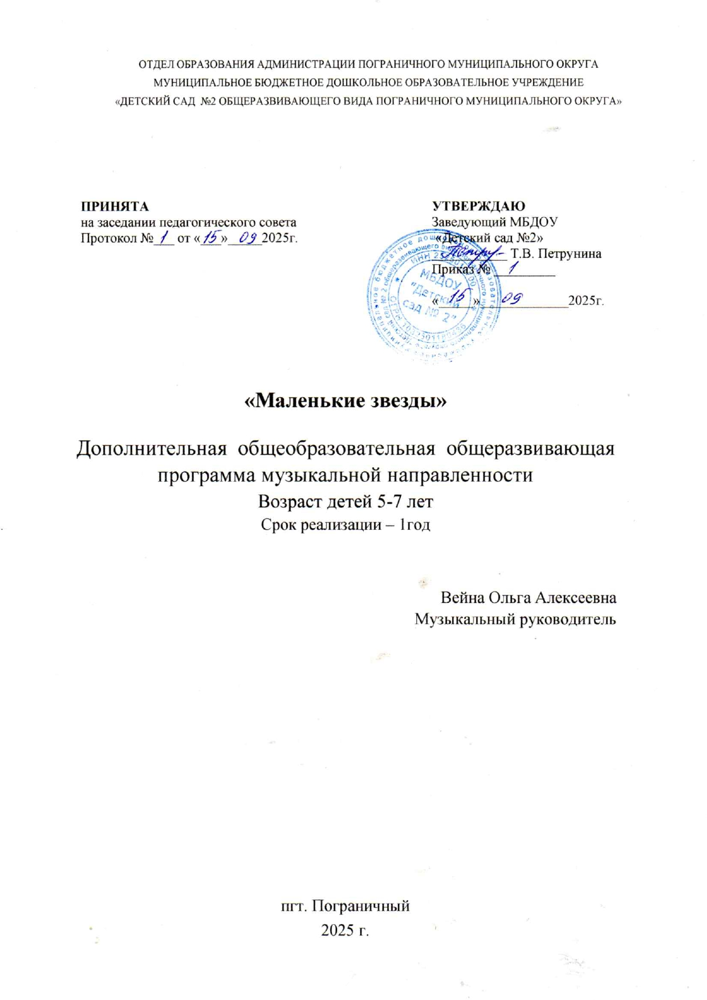 ОТДЕЛ ОБРАЗОВАНИЯ АДМИНИСТРАЦИИ ПОГРАНИЧНОГО МУНИЦИПАЛЬНОГО ОКРУГА
МУНИЦИПАЛЬНОЕ БЮДЖЕТНОЕ ДОШКОЛЬНОЕ ОБРАЗОВАТЕЛЬНОЕ УЧРЕЖДЕНИЕ
«ДЕТСКИЙ САД №2 ОБЩЕРАЗВИВАЮЩЕГО ВИДА ПОГРАНИЧНОГО МУНИЦИПАЛЬНОГО ОКРУГА»
ПРИНЯТА
на заседании педагогического совета
Протокол № 1 от «15» 09 2025г.
УТВЕРЖДАЮ
Заведующий МБДОУ
«Детский сад №2»
Т.В. Петрунина
Приказ № 1
«15» 09 2025г.
МБДОУ
"Детский
сад № 2"
«Маленькие звезды»
Дополнительная общеобразовательная общеразвивающая
программа музыкальной направленности
Возраст детей 5-7 лет
Срок реализации – 1год
Вейна Ольга Алексеевна
Музыкальный руководитель
пгт. Пограничный
2025 г.